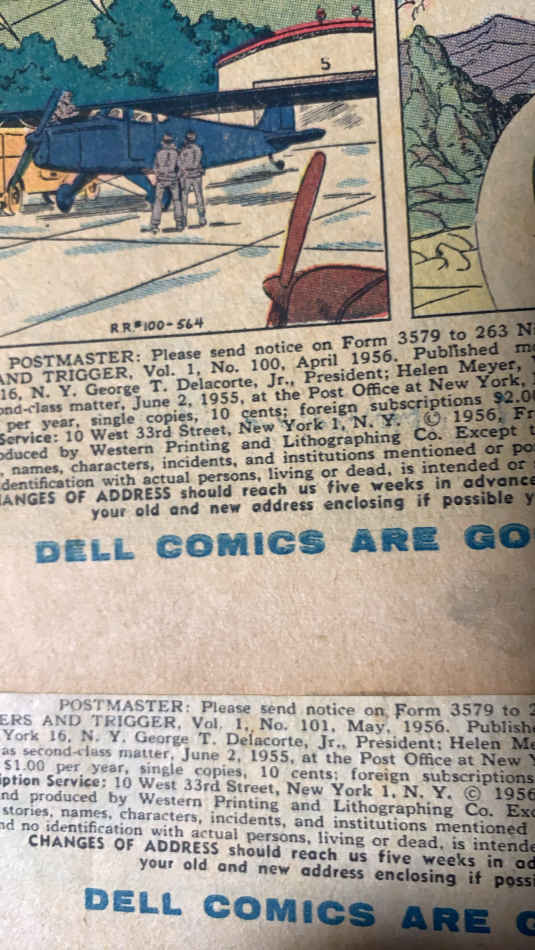 5
R.R.#100-564
POSTMASTER: Please send notice on Form 3579 to 263
AND TRIGGER, Vol. 1, No. 100, April 1956. Published
16, N. Y. George T. Delacorte, Jr., President; Helen Meyer,
ond-class matter, June 2, 1955, at the Post Office at New York,
per year, single copies, 10 cents; foreign subscriptions $2.0
Service: 10 West 33rd Street, New York 1, N. Y. © 1956,
oduced by Western Printing and Lithographing Co. Except
, names, characters, incidents, and institutions mentioned or
dentification with actual persons, living or dead, is intended or
HANGES OF ADDRESS should reach us five weeks in advance
your old and new address enclosing if possible y
DELL COMICS ARE GO
POSTMASTER: Please send notice on Form 3579 to 2
ERS AND TRIGGER, Vol. 1, No. 101, May, 1956. Publish
York 16, N. Y. George T. Delacorte, Jr., President; Helen Me
as second-class matter, June 2, 1955, at the Post Office at New Y
$1.00 per year, single copies, 10 cents; foreign subscriptions
iption Service: 10 West 33rd Street, New York 1, N. Y. © 1956
nd produced by Western Printing and Lithographing Co. Exc
stories, names, characters, incidents, and institutions mentioned
nd no identification with actual persons, living or dead, is intende
CHANGES OF ADDRESS should reach us five weeks in ad
your old and new address enclosing if possi
DELL COMICS ARE G